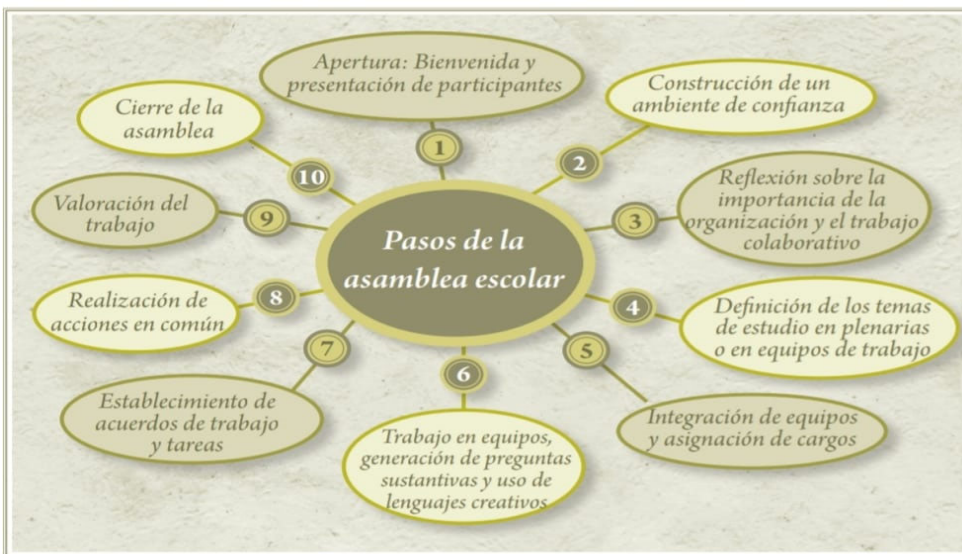 Pasos de la
asamblea escolar
1
Apertura: Bienvenida y
presentación de participantes
2
Construcción de un
ambiente de confianza
3
Reflexión sobre la
importancia de la
organización y el trabajo
colaborativo
4
Definición de los temas
de estudio en plenarias
o en equipos de trabajo
5
Integración de equipos
y asignación de cargos
6
Trabajo en equipos,
generación de preguntas
sustantivas y uso de
lenguajes creativos
7
Establecimiento de
acuerdos de trabajo
y tareas
8
Realización de
acciones en común
9
Valoración del
trabajo
10
Cierre de la
asamblea